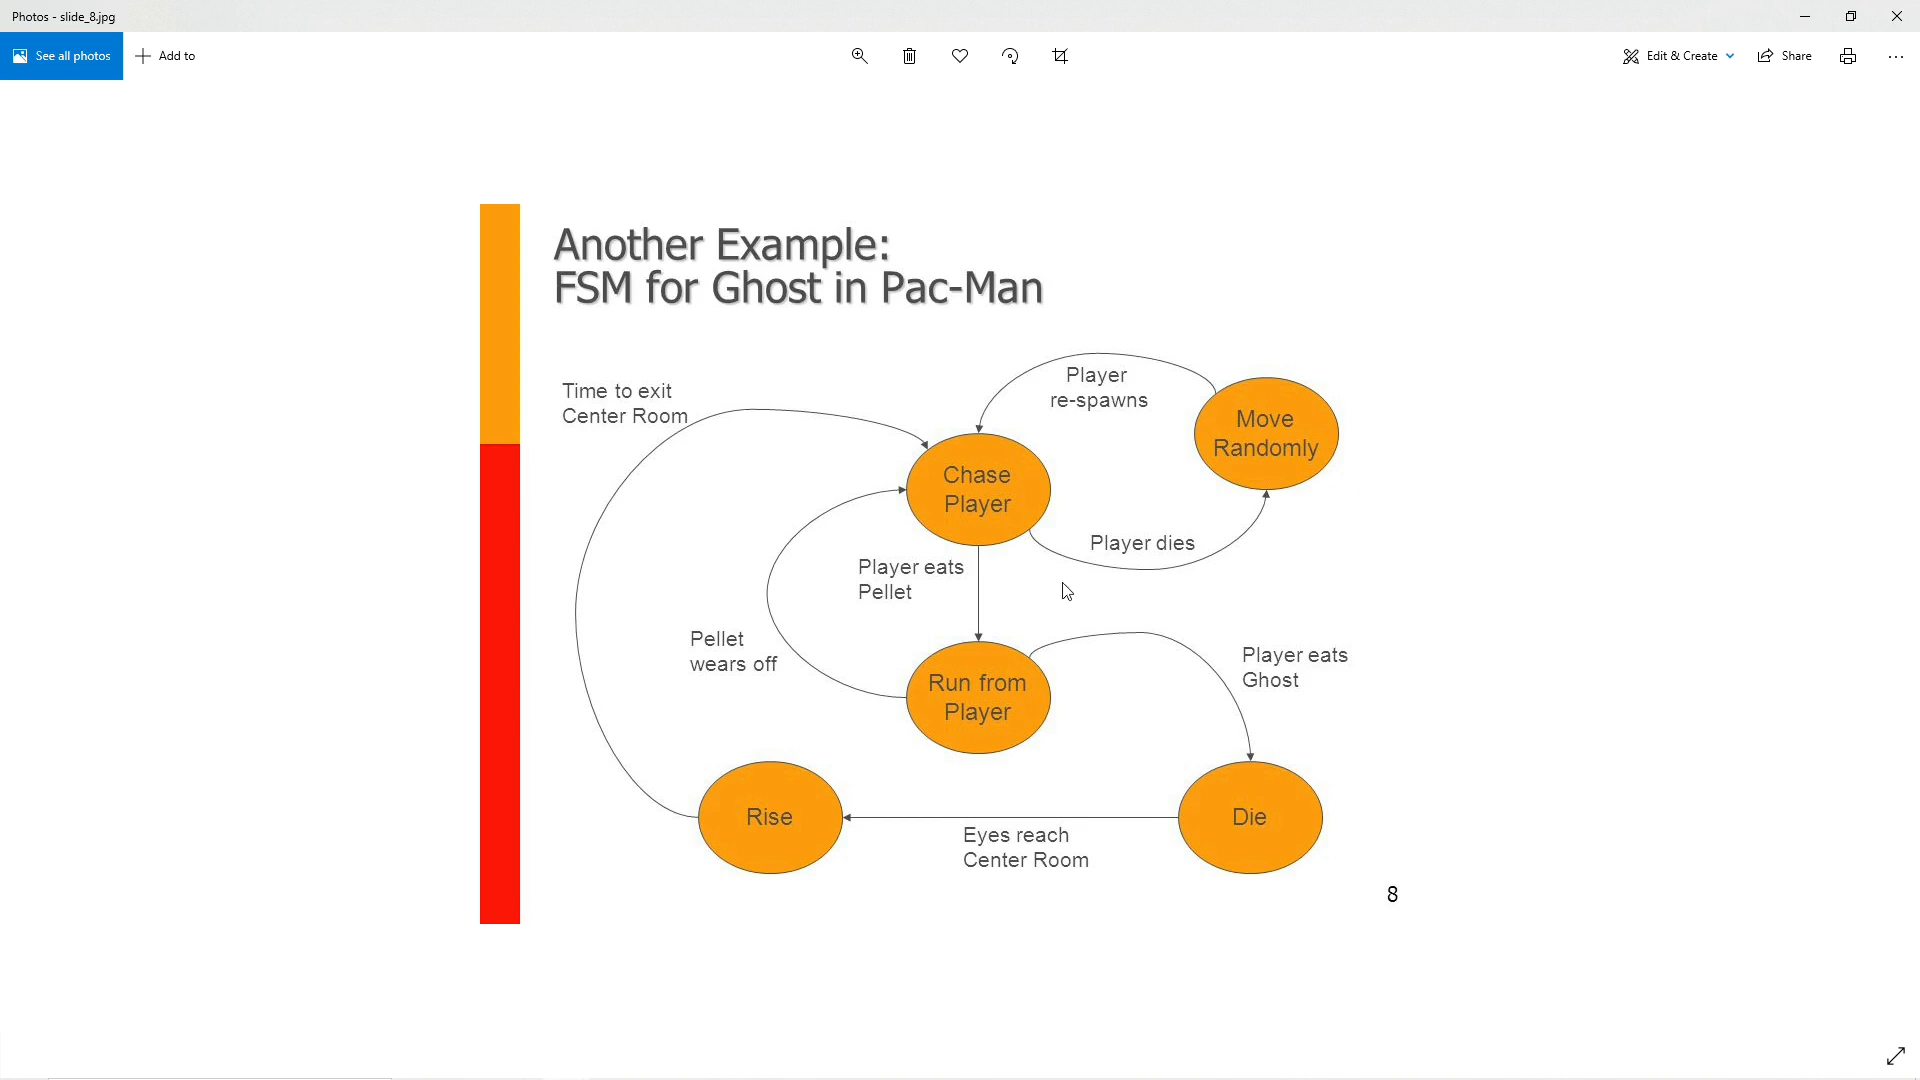 Photos - slide_8.jpg
See all photos
Add to
Edit & Create
Share
Another Example:
FSM for Ghost in Pac-Man
Time to exit
Center Room
Player
re-spawns
Move
Randomly
Chase
Player
Player dies
Player eats
Pellet
Pellet
wears off
Player eats
Ghost
Run from
Player
Rise
Die
Eyes reach
Center Room
8